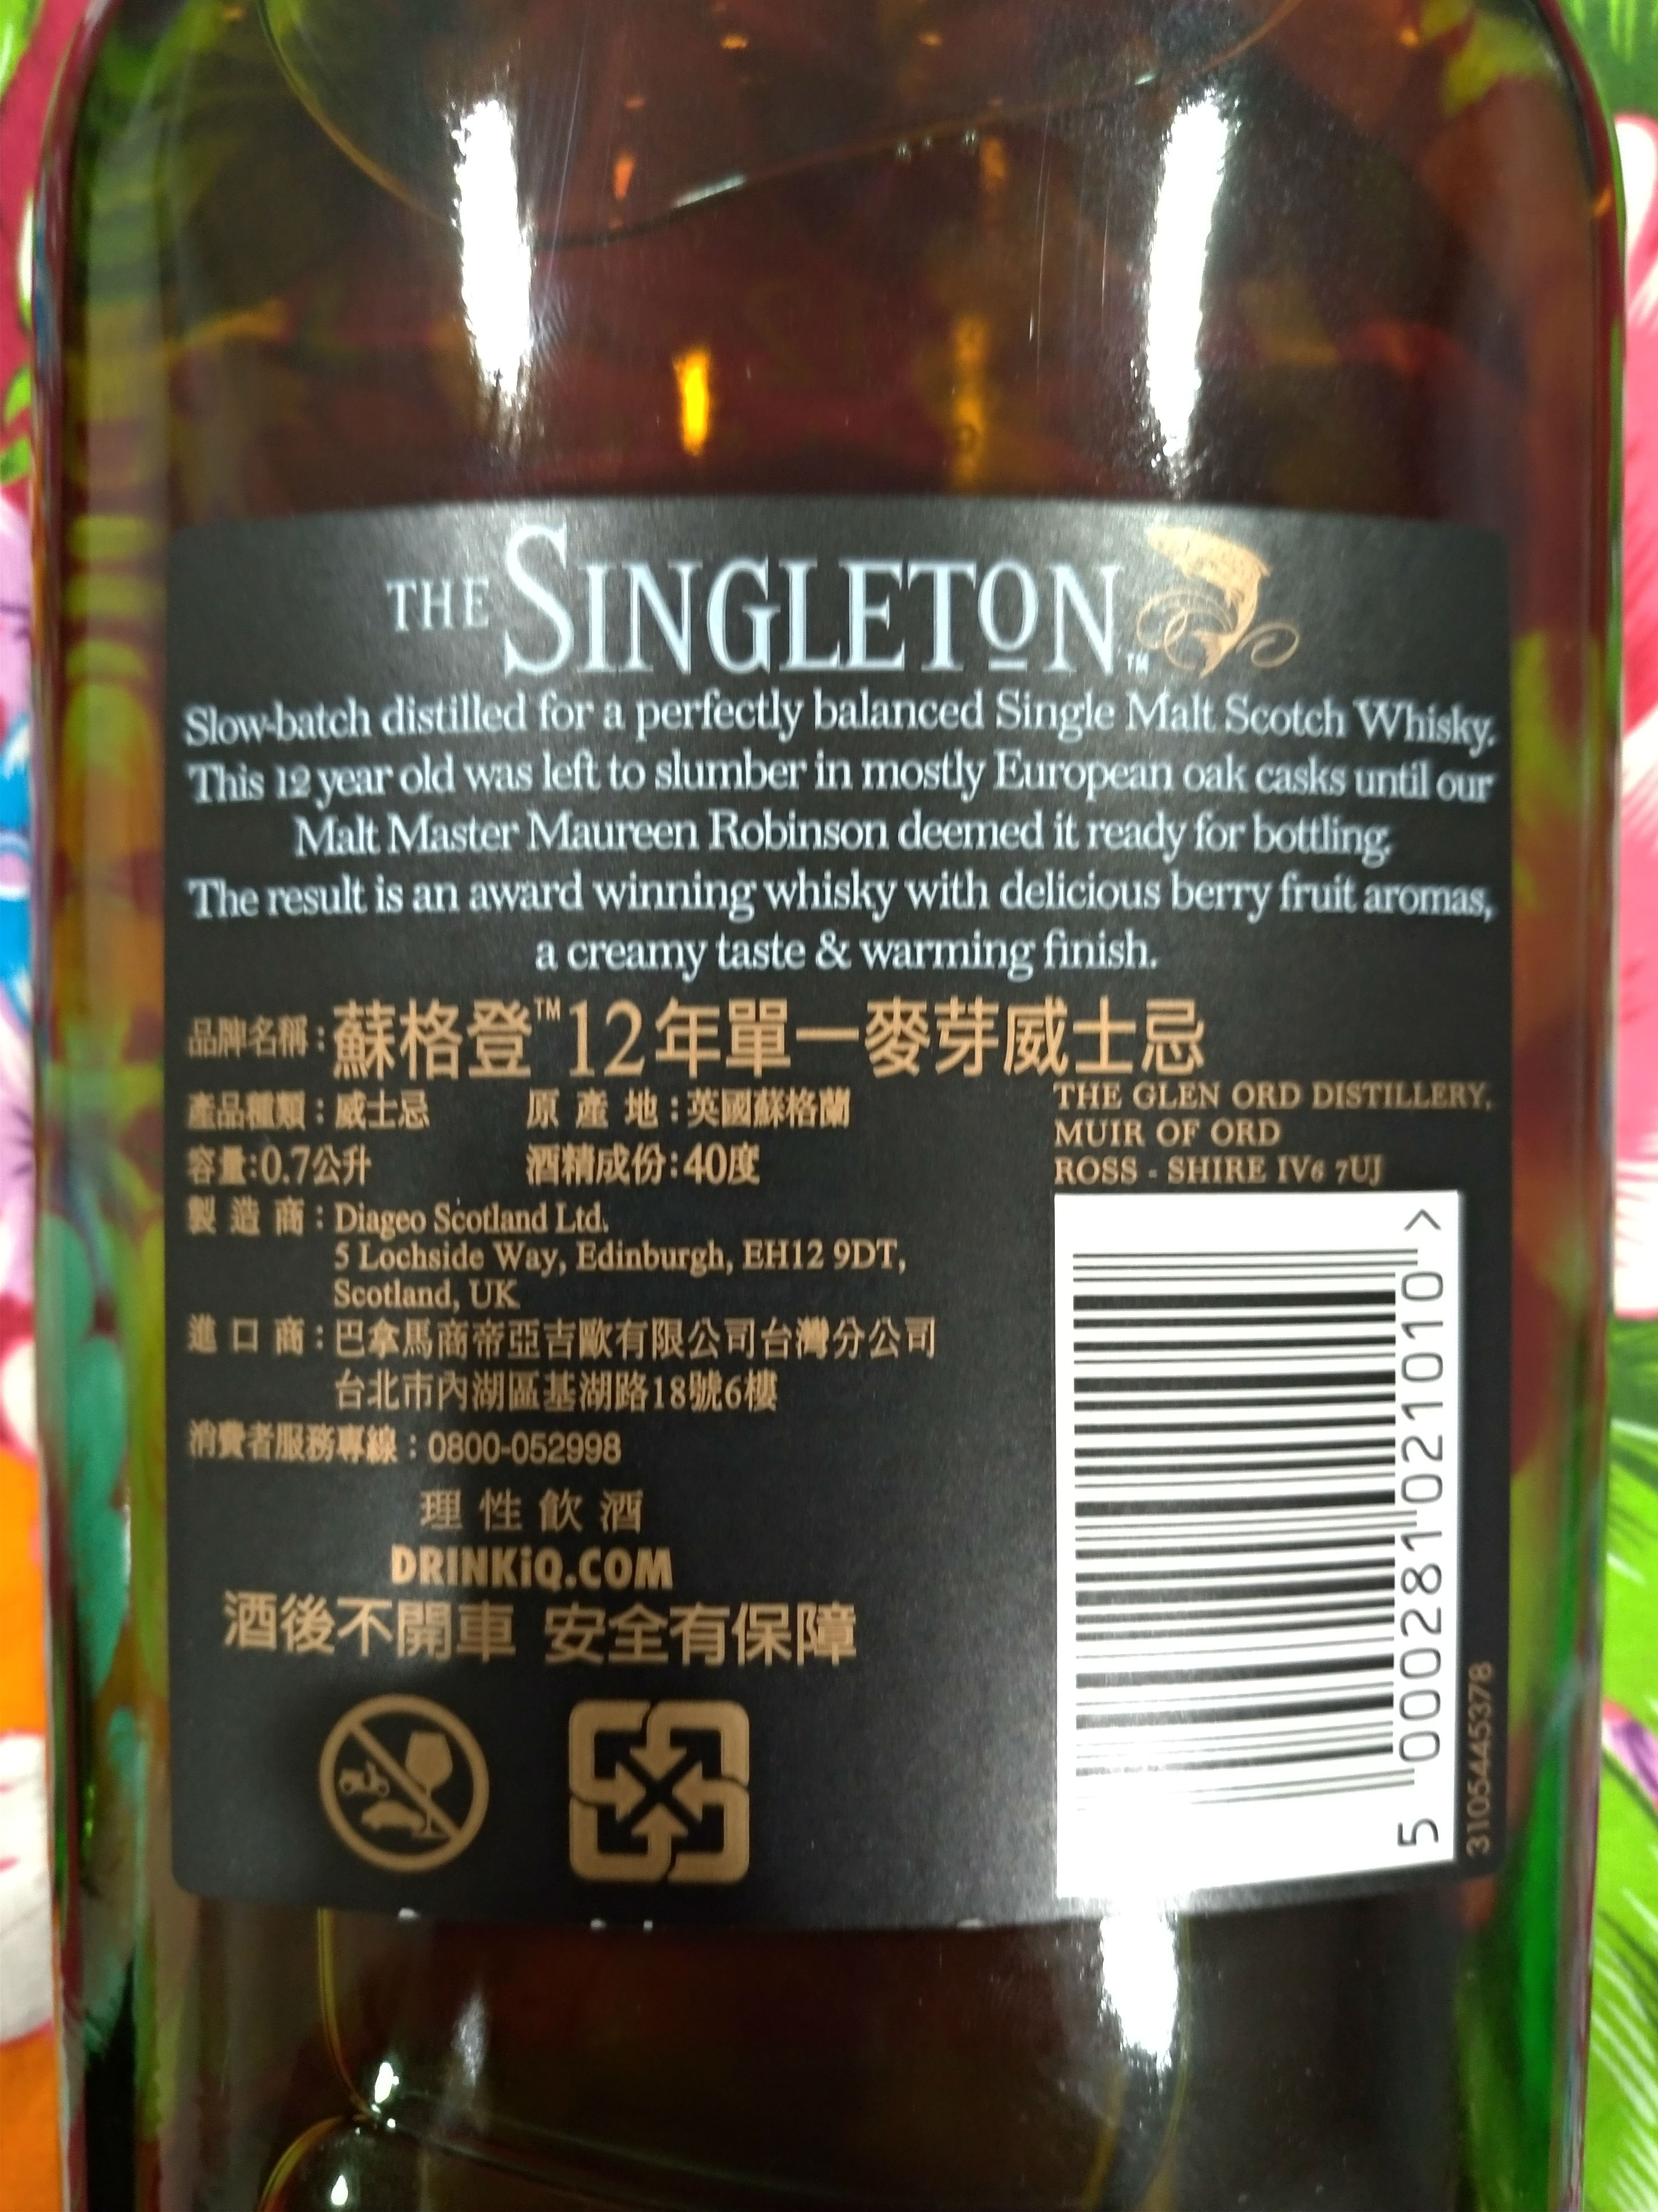 THE SINGLETON™
Slow-batch distilled for a perfectly balanced Single Malt Scotch Whisky.
This 12 year old was left to slumber in mostly European oak casks until our
Malt Master Maureen Robinson deemed it ready for bottling.
The result is an award winning whisky with delicious berry fruit aromas,
a creamy taste & warming finish.
品牌名稱：蘇格登™12年單一麥芽威士忌
產品種類：威士忌 原產地：英國蘇格蘭
容量：0.7公升 酒精成份：40度
製造商：Diageo Scotland Ltd.
5 Lochside Way, Edinburgh, EH12 9DT,
Scotland, UK
進口商：巴拿馬商帝亞吉歐有限公司台灣分公司
台北市內湖區基湖路18號6樓
消費者服務專線：0800-052998
理性飲酒
DRINKiQ.COM
酒後不開車 安全有保障
THE GLEN ORD DISTILLERY,
MUIR OF ORD
ROSS - SHIRE IV6 7UJ
5 000281 021010 >
3105445378